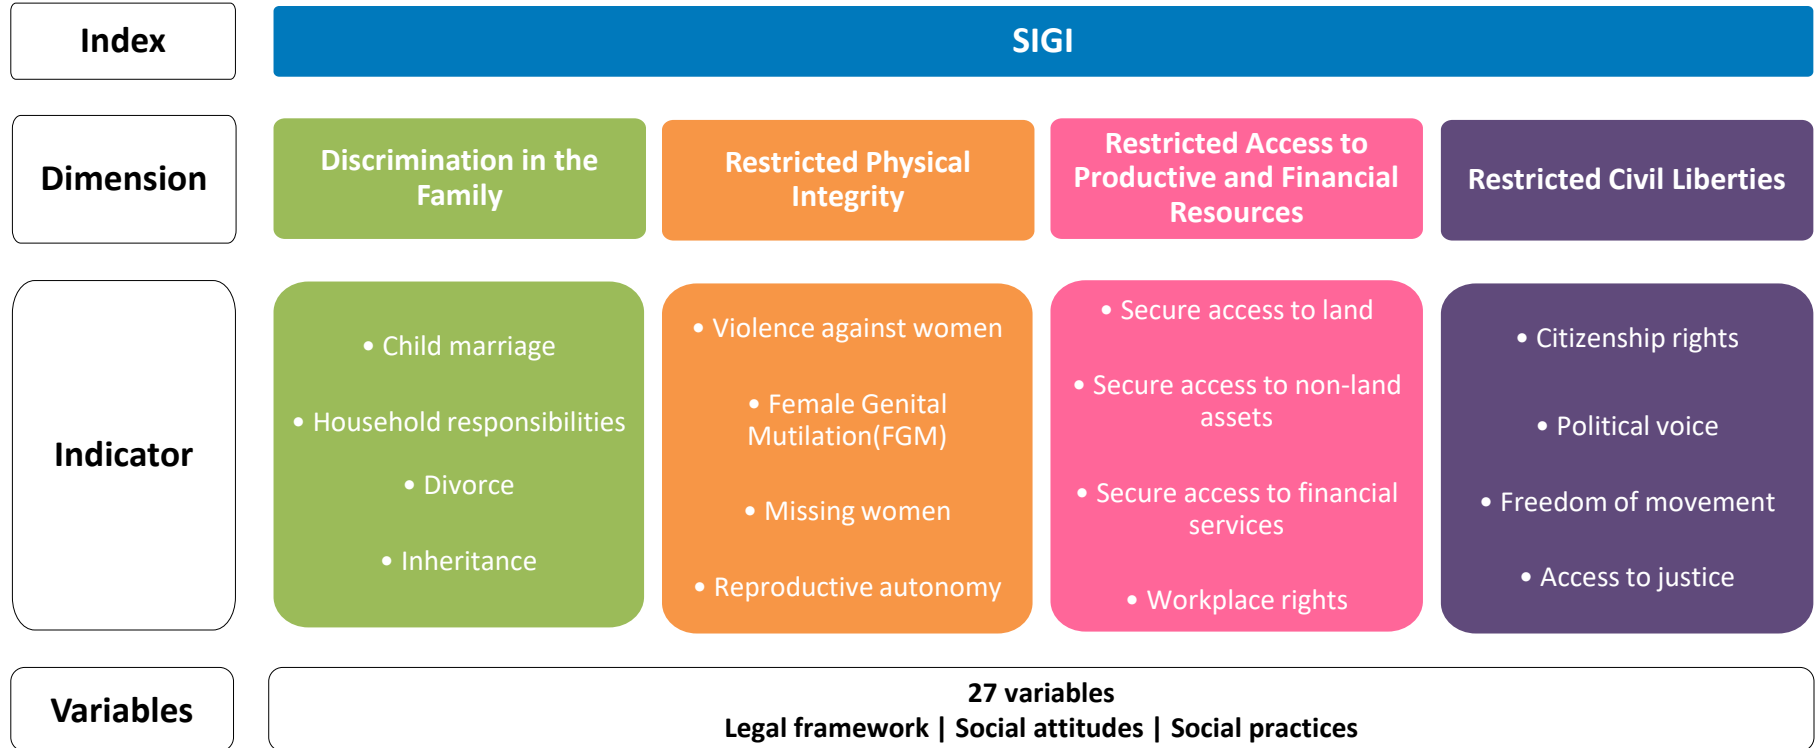 Index
SIGI
Dimension
Discrimination in the
Family
Restricted Physical
Integrity
Restricted Access to
Productive and Financial
Resources
Restricted Civil Liberties
Indicator
• Child marriage
• Household responsibilities
• Divorce
• Inheritance
• Violence against women
• Female Genital
Mutilation(FGM)
• Missing women
• Reproductive autonomy
• Secure access to land
• Secure access to non-land
assets
• Secure access to financial
services
• Workplace rights
• Citizenship rights
• Political voice
• Freedom of movement
• Access to justice
Variables
27 variables
Legal framework | Social attitudes | Social practices